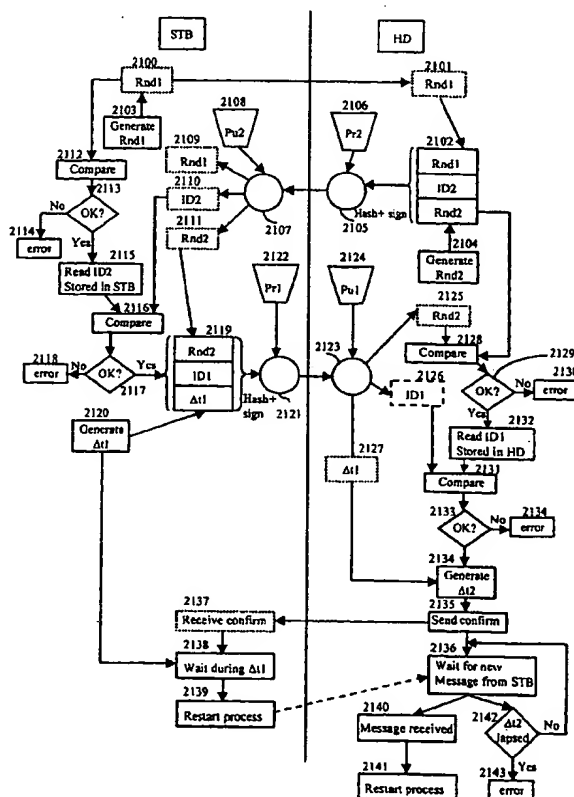 STB
HD
2100
Rnd1
2101
Rnd1
2103
Generate
Rnd1
2108
Pu2
2106
Pr2
2102
Rnd1
ID2
Rnd2
2109
Rnd1
2110
ID2
2111
Rnd2
2107
2105
Hash+ sign
2104
Generate
Rnd2
2112
Compare
2113
OK?
No
2114
error
Yes
2115
Read ID2
Stored in STB
2116
Compare
2117
OK?
No
2118
error
Yes
2119
Rnd2
ID1
Δt1
2122
Pr1
2121
Hash+
sign
2120
Generate Δt1
2124
Pu1
2123
2125
Rnd2
2126
ID1
2127
Δt1
2128
Compare
2129
OK?
No
2130
error
Yes
2132
Read ID1
Stored in HD
2131
Compare
2133
OK?
No
2134
error
2134
Generate
Δt2
2135
Send confirm
2137
Receive confirm
2138
Wait during Δt1
2139
Restart process
2136
Wait for new
Message from STB
2140
Message received
2141
Restart process
2142
Δt2
lapsed
No
Yes
2143
error